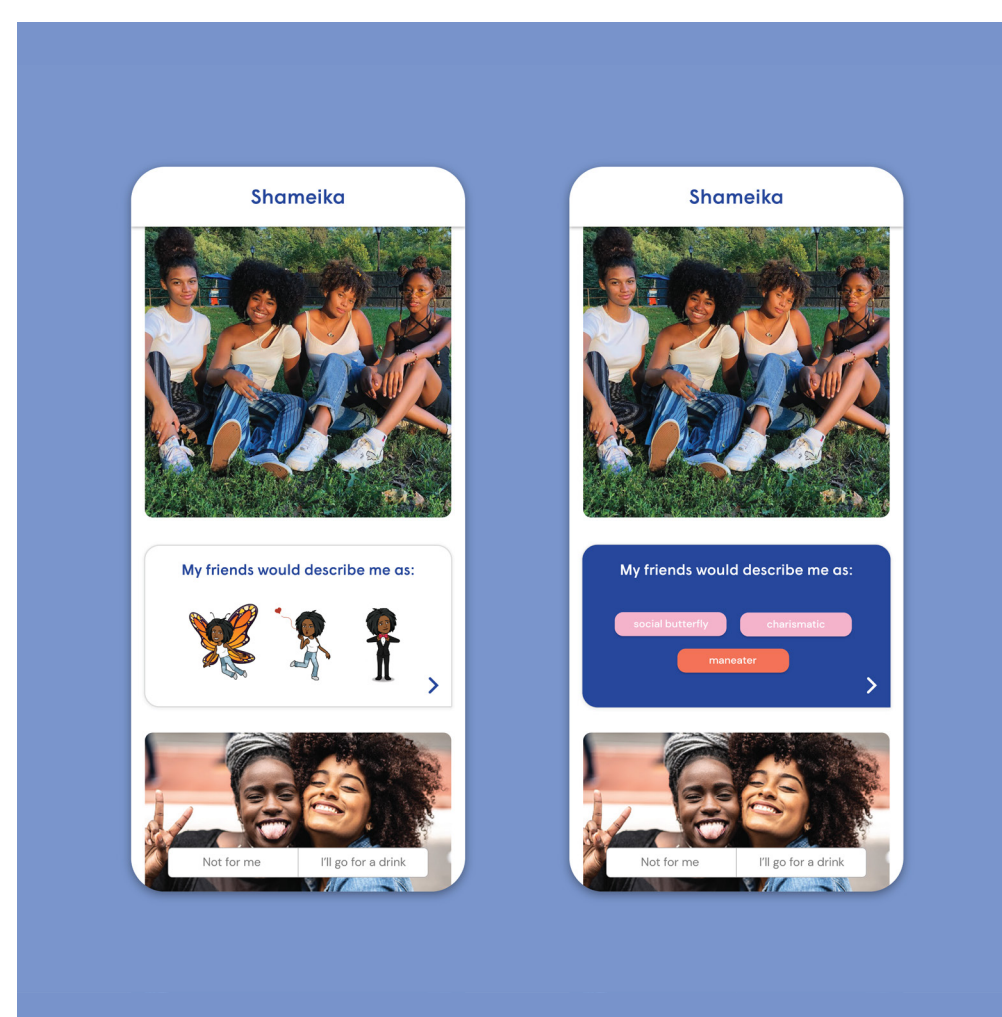 Shameika
My friends would describe me as:
Not for me
I'll go for a drink
Shameika
My friends would describe me as:
social butterfly
charismatic
maneater
Not for me
I'll go for a drink